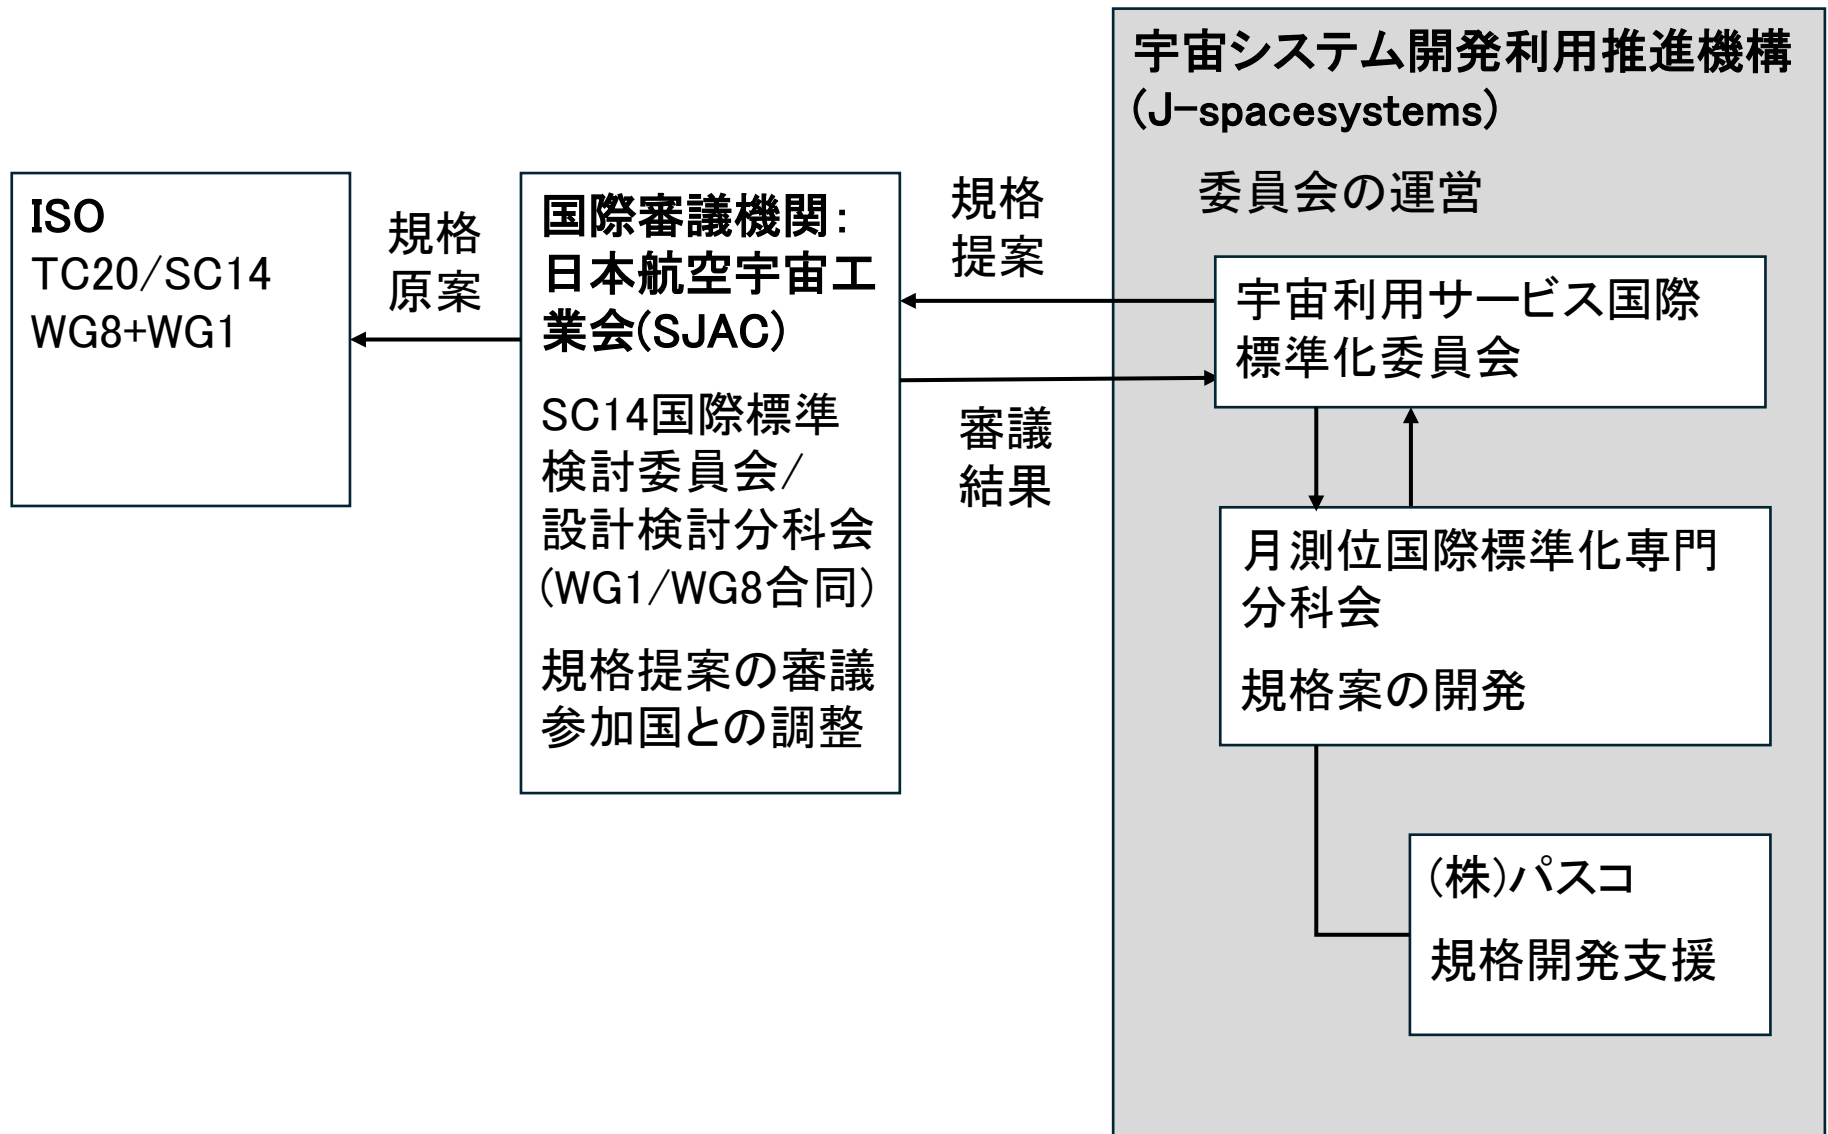 ISO
TC20/SC14
WG8+WG1
規格
原案
国際審議機関：
日本航空宇宙工
業会(SJAC)
SC14国際標準
検討委員会/
設計検討分科会
(WG1/WG8合同)
規格提案の審議
参加国との調整
規格
提案
審議
結果
宇宙システム開発利用推進機構
(J-spacesystems)
委員会の運営
宇宙利用サービス国際
標準化委員会
月測位国際標準化専門
分科会
規格案の開発
(株)パスコ
規格開発支援